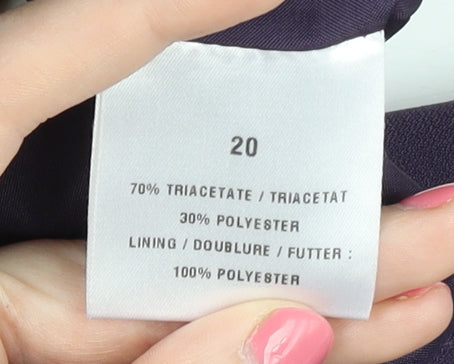 20
70% TRIACETATE / TRIACETAT
30% POLYESTER
LINING / DOUBLURE / FUTTER :
100% POLYESTER